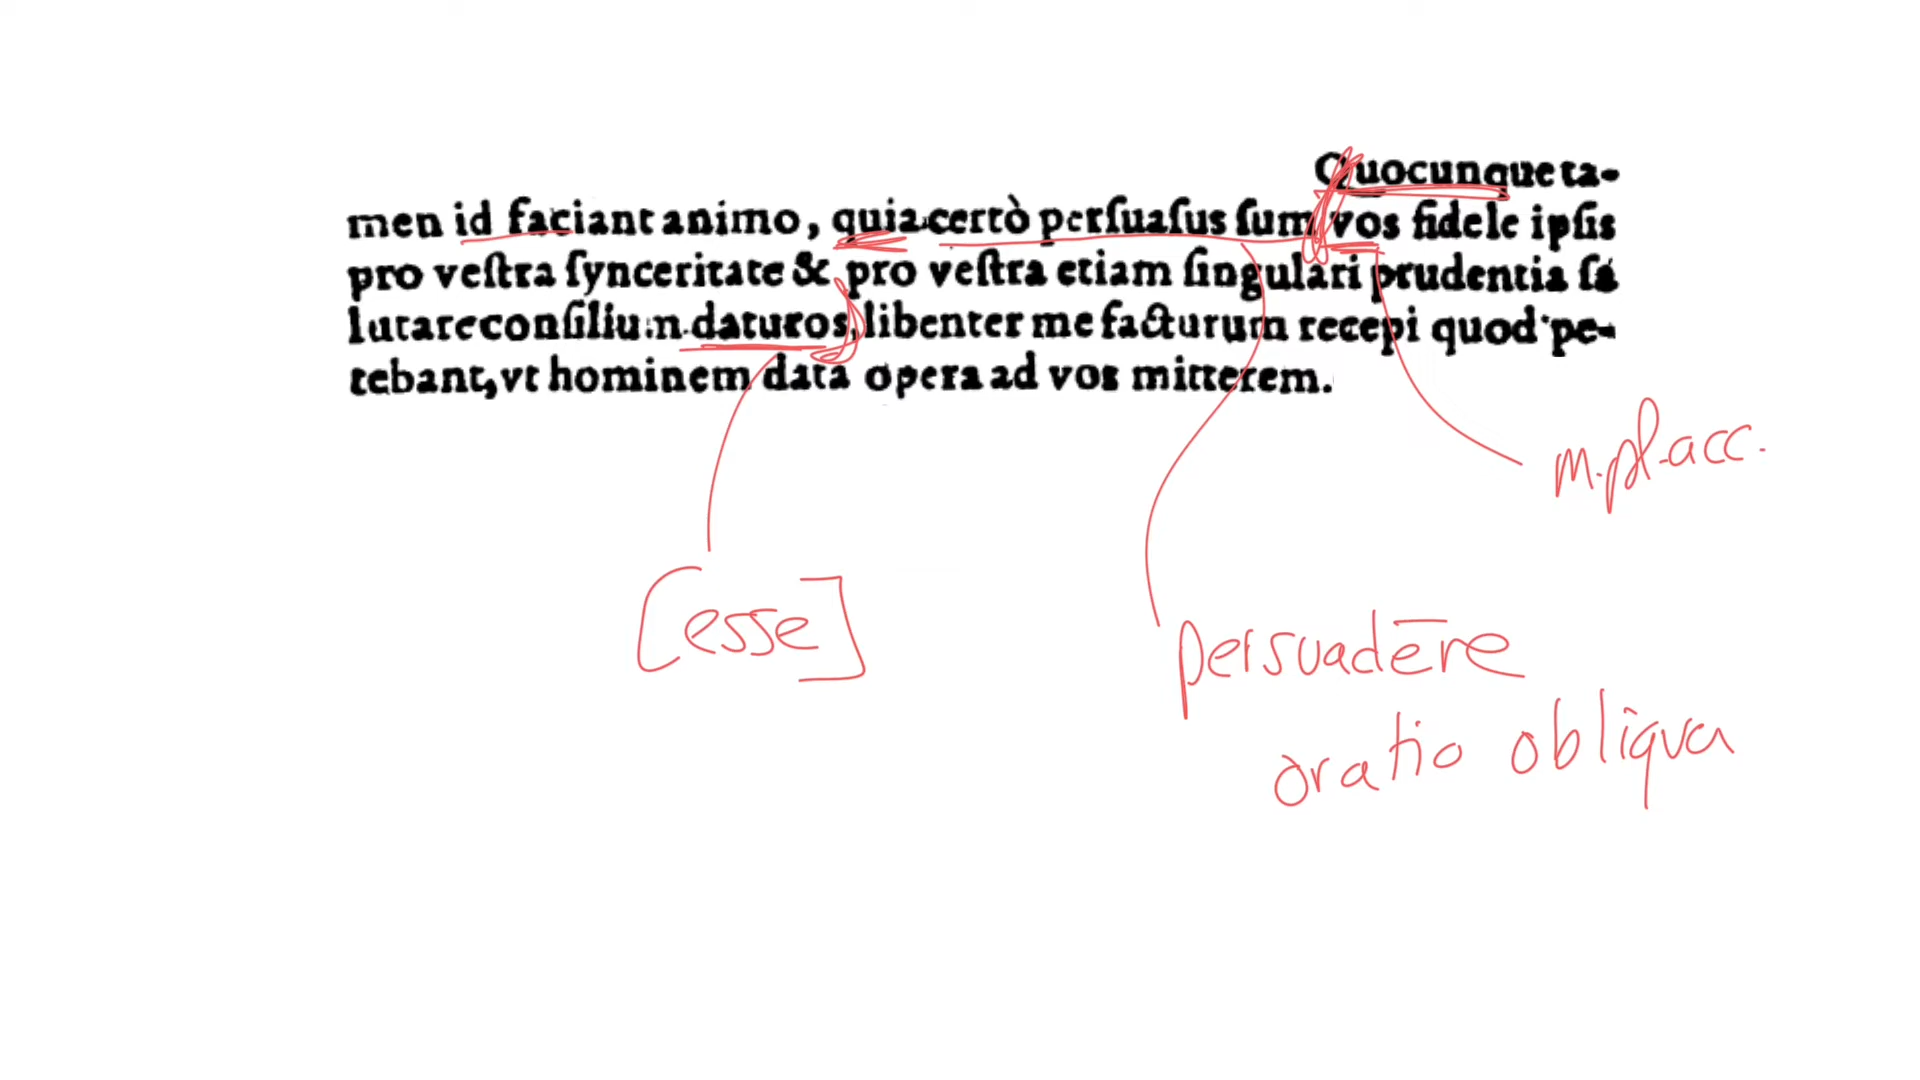 Quocunque ta-
men id faciant animo, quia certò perſuaſus ſum vos fidele ipſis
pro veſtra ſynceritate & pro veſtra etiam ſingulari prudentia ſa
lutare conſilium daturos, libenter me facturum recepi quod pe-
tebant, vt hominem data opera ad vos mitterem.
m.pl.acc.
[esse]
persuadēre
oratio obliqua